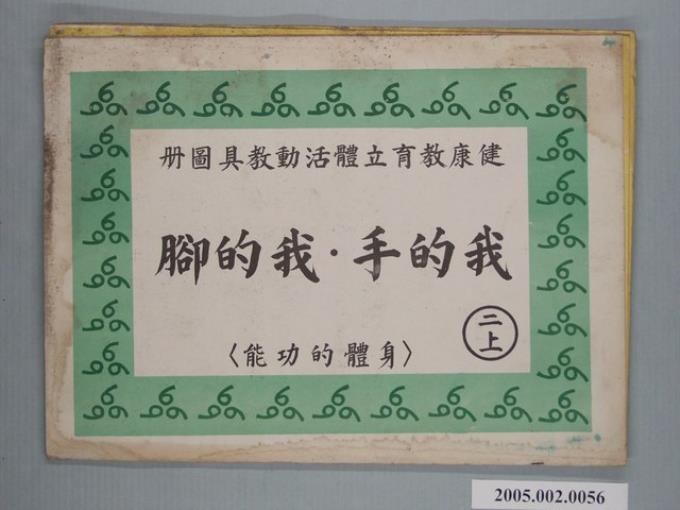 健康教育立體活動教具圖册
我的手·我的腳
二上
〈身體的功能〉
2005.002.0056